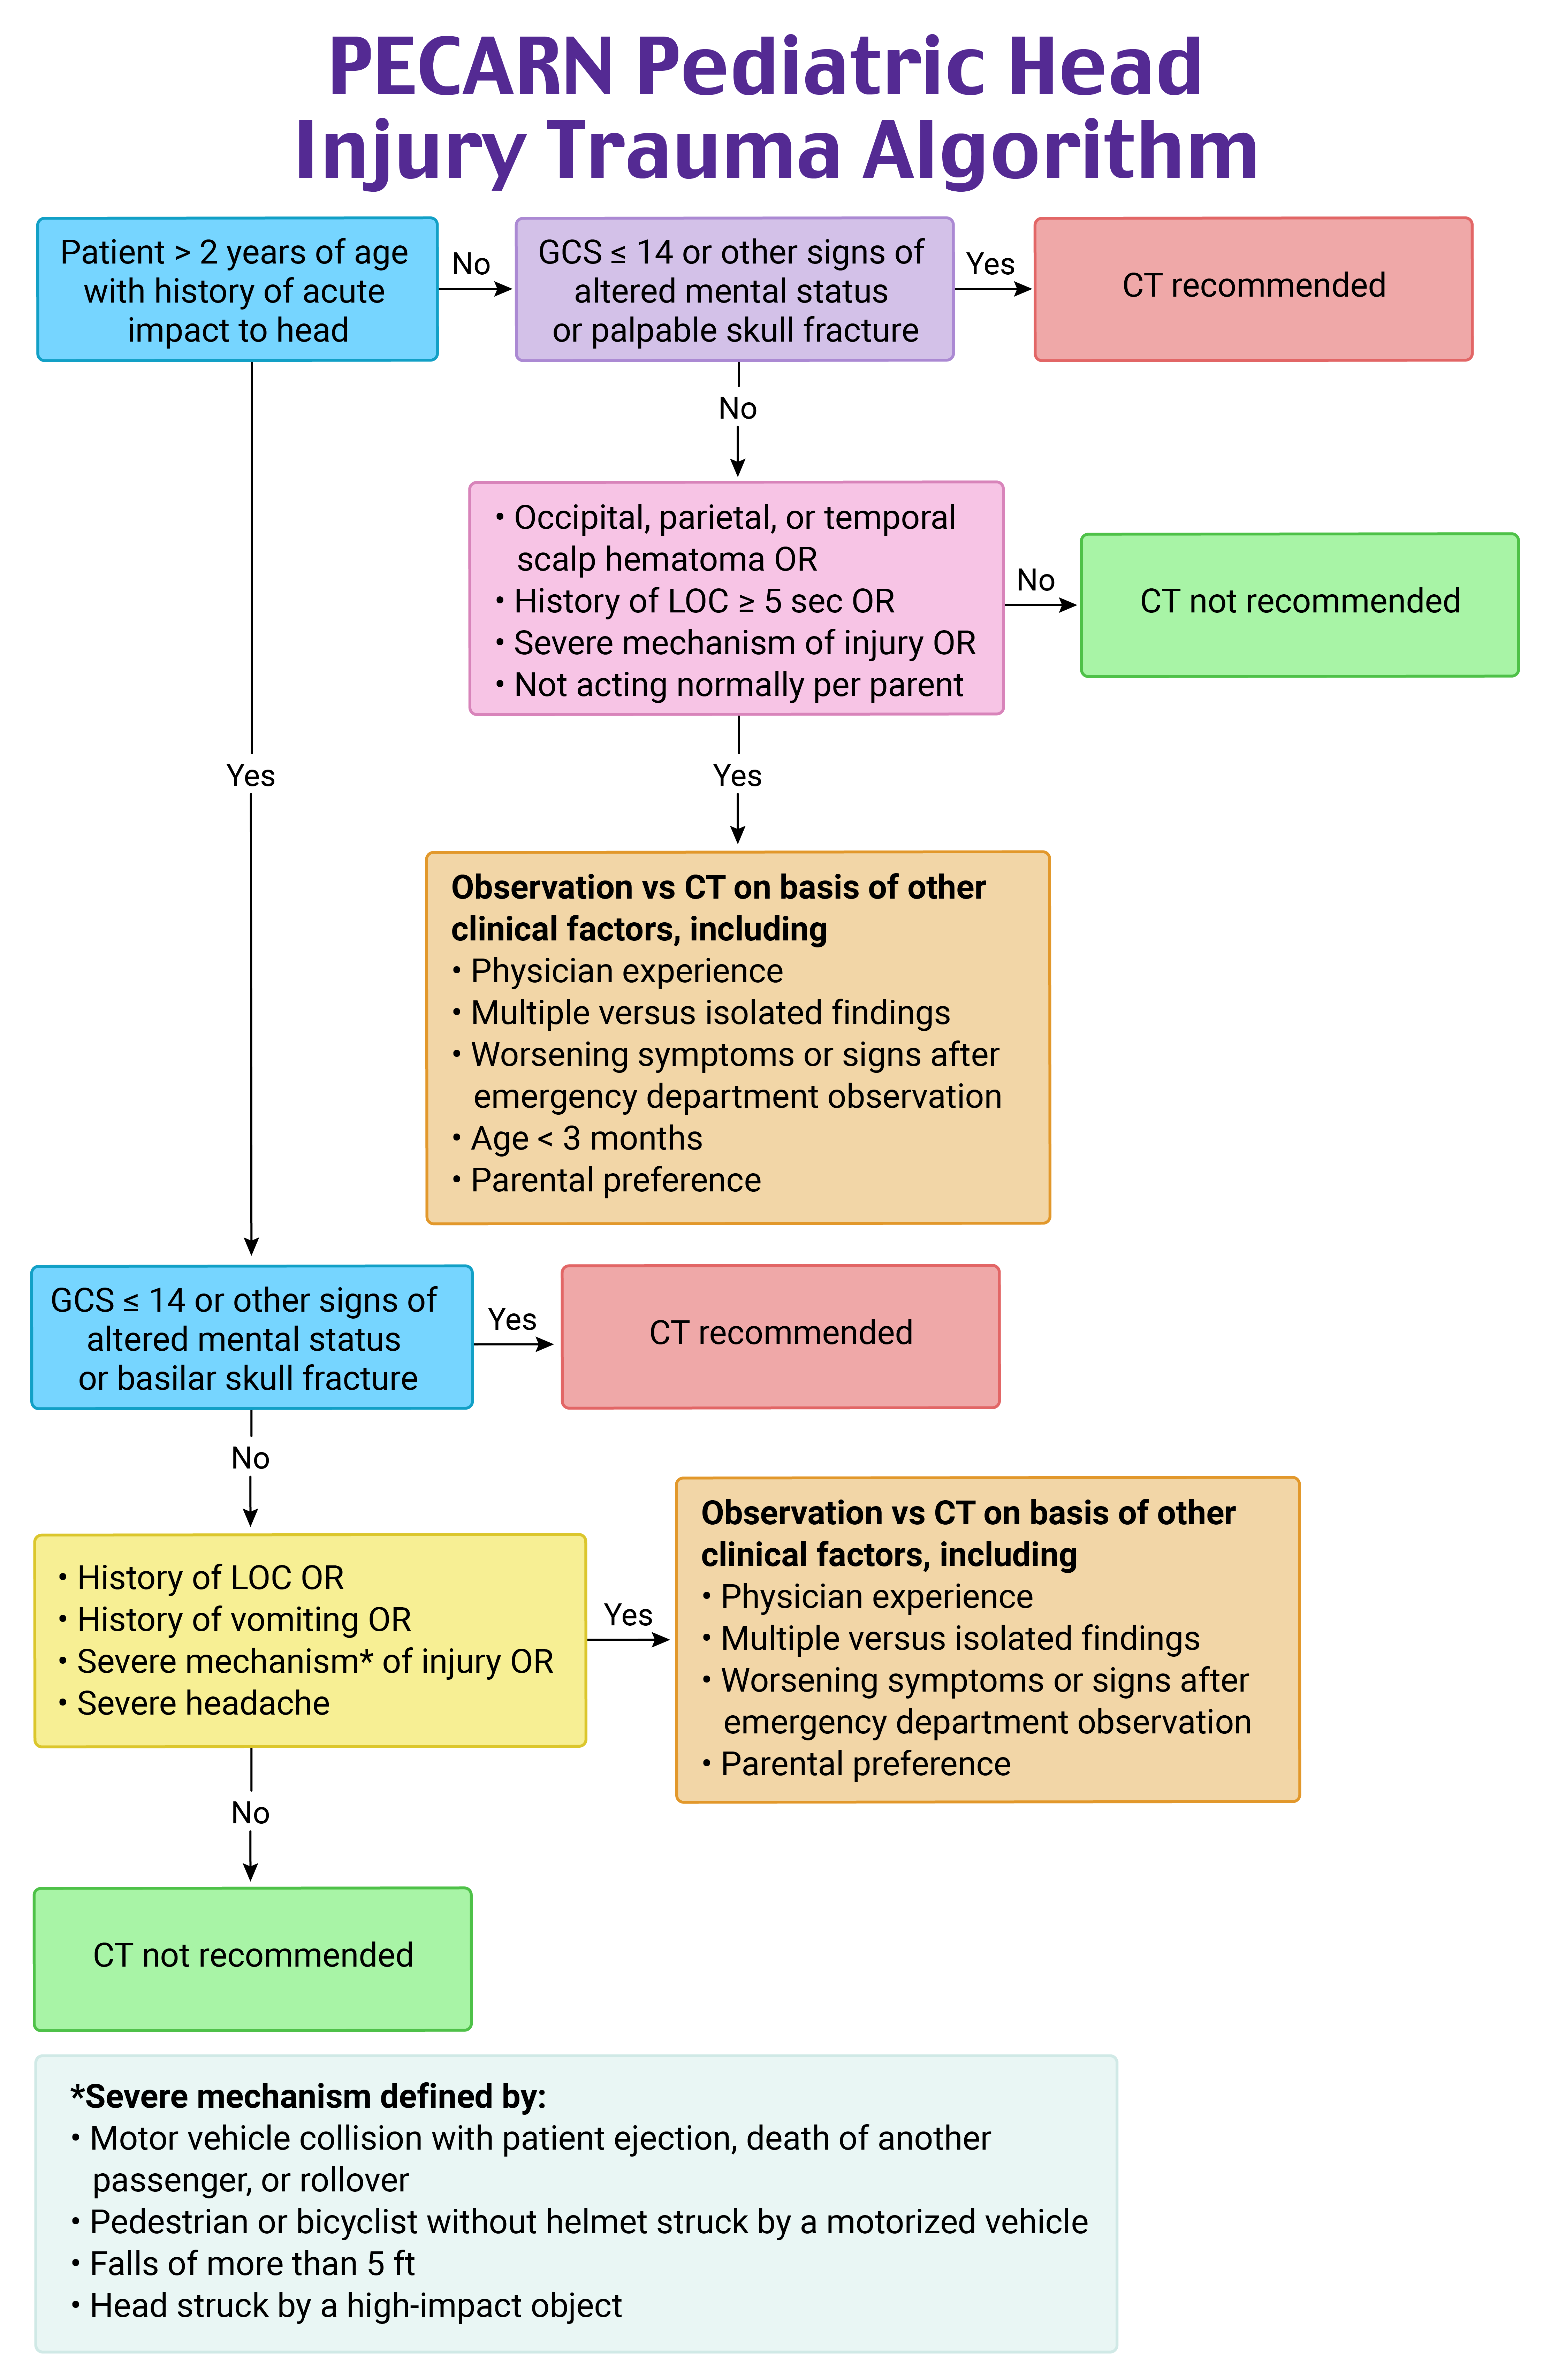 PECARN Pediatric Head
Injury Trauma Algorithm
Patient > 2 years of age
with history of acute
impact to head
No
GCS ≤ 14 or other signs of
altered mental status
or palpable skull fracture
Yes
CT recommended
No
• Occipital, parietal, or temporal
scalp hematoma OR
• History of LOC ≥ 5 sec OR
• Severe mechanism of injury OR
• Not acting normally per parent
No
CT not recommended
Yes
Yes
Observation vs CT on basis of other
clinical factors, including
• Physician experience
• Multiple versus isolated findings
• Worsening symptoms or signs after
emergency department observation
• Age < 3 months
• Parental preference
GCS ≤ 14 or other signs of
altered mental status
or basilar skull fracture
Yes
CT recommended
No
• History of LOC OR
• History of vomiting OR
• Severe mechanism* of injury OR
• Severe headache
Yes
Observation vs CT on basis of other
clinical factors, including
• Physician experience
• Multiple versus isolated findings
• Worsening symptoms or signs after
emergency department observation
• Parental preference
No
CT not recommended
*Severe mechanism defined by:
• Motor vehicle collision with patient ejection, death of another
passenger, or rollover
• Pedestrian or bicyclist without helmet struck by a motorized vehicle
• Falls of more than 5 ft
• Head struck by a high-impact object